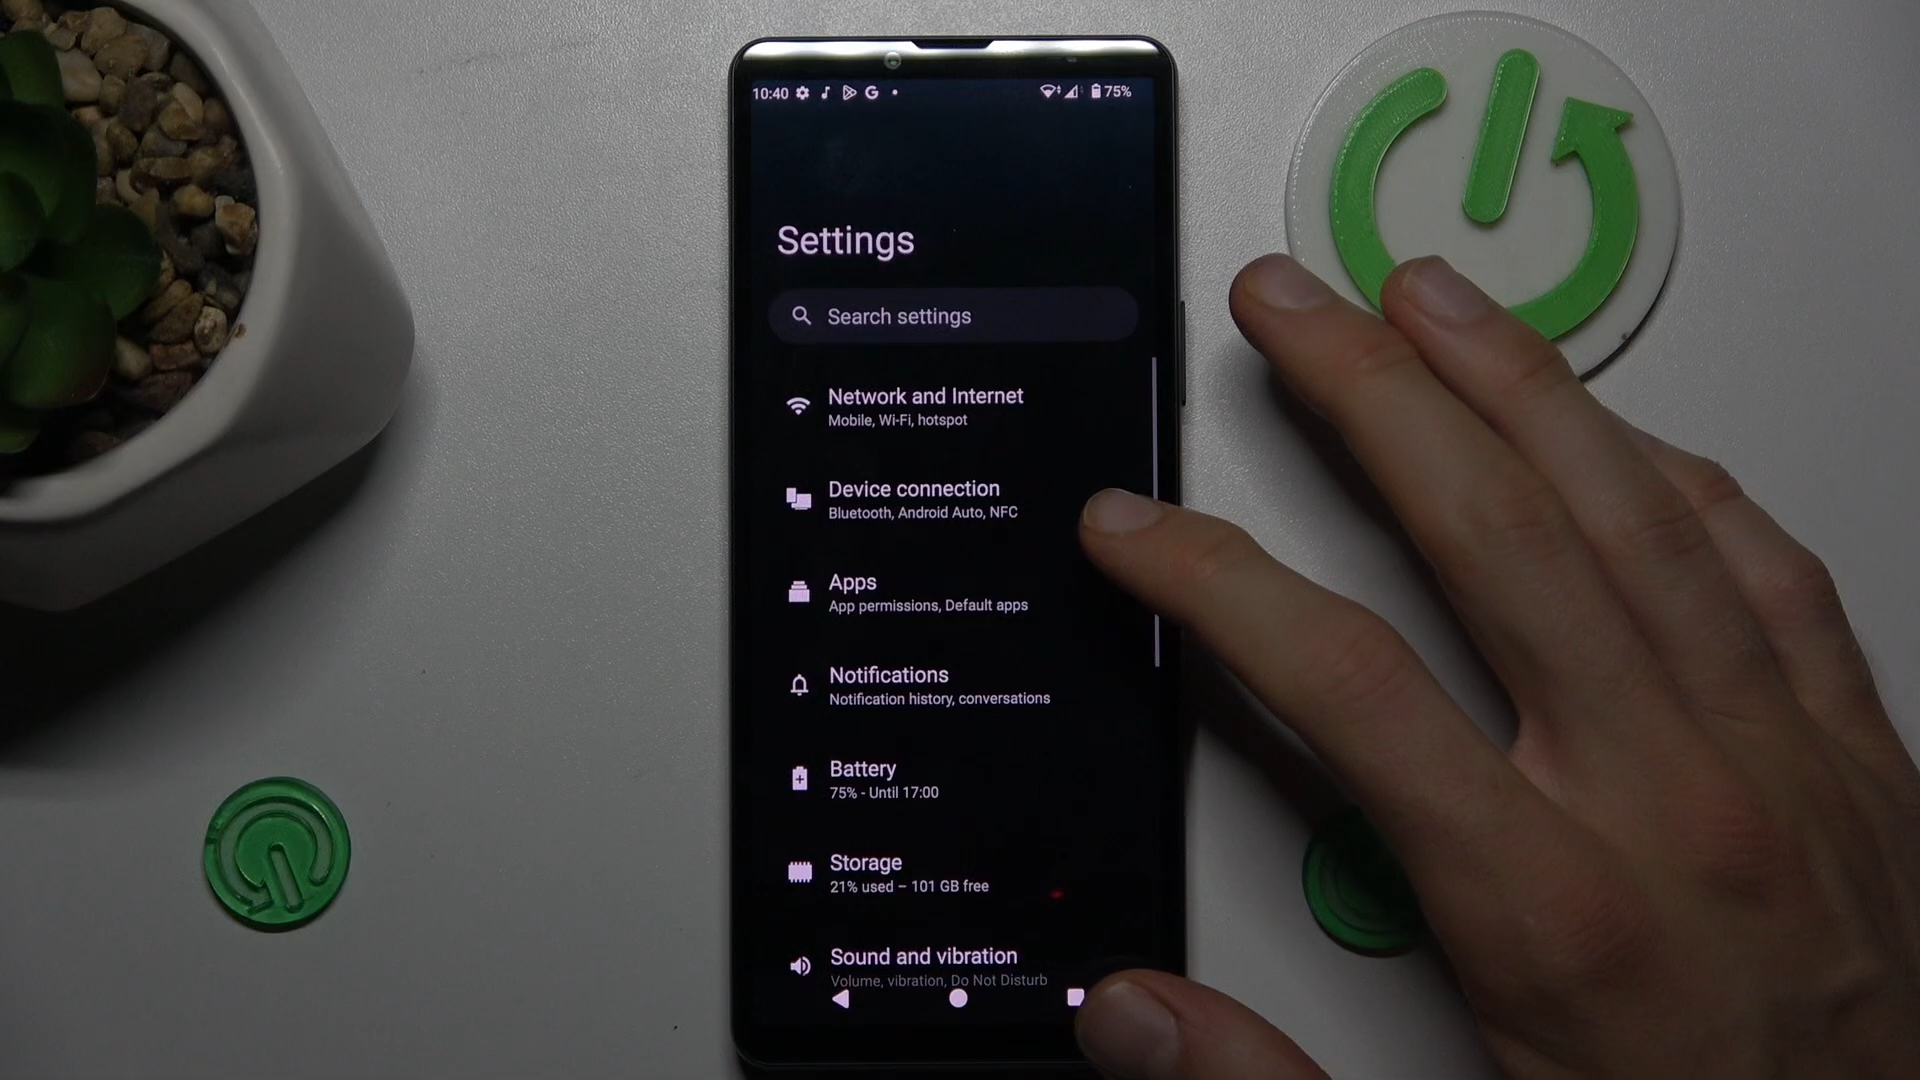 10:40 75%
Settings
Search settings
Network and Internet
Mobile, Wi-Fi, hotspot
Device connection
Bluetooth, Android Auto, NFC
Apps
App permissions, Default apps
Notifications
Notification history, conversations
Battery
75% - Until 17:00
Storage
21% used – 101 GB free
Sound and vibration
Volume, vibration, Do Not Disturb